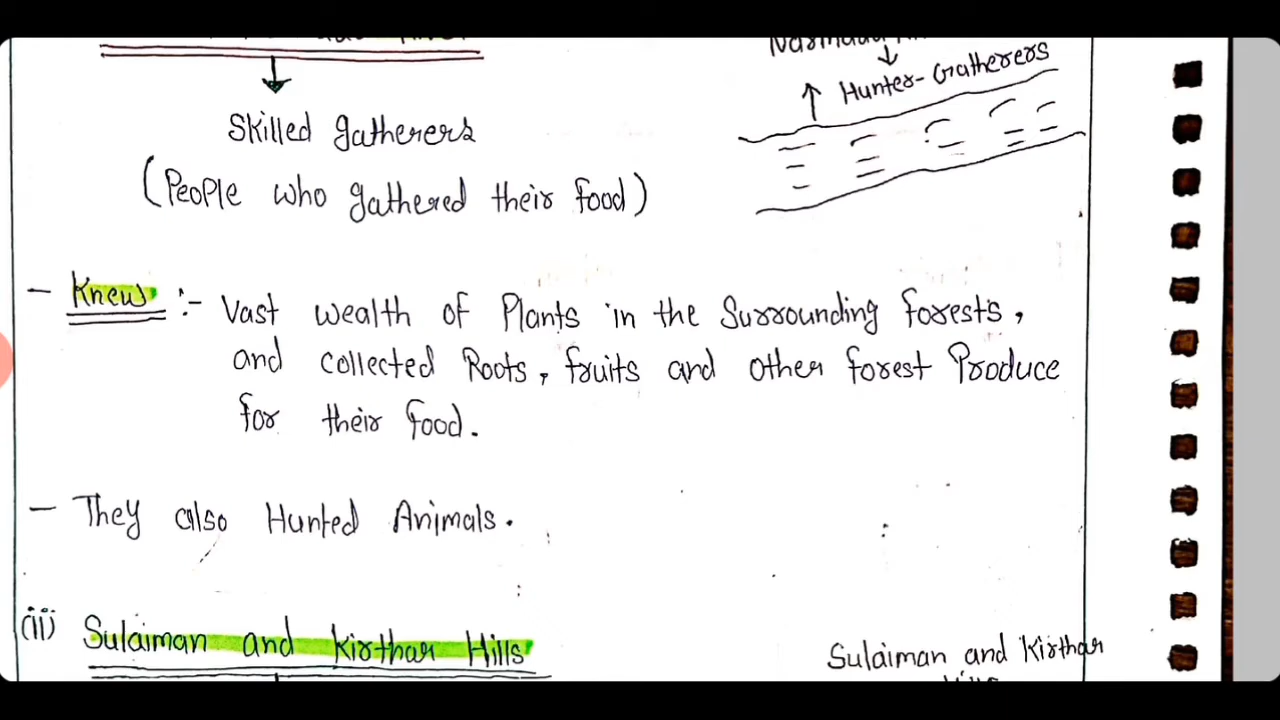 Hunter-Gatherers
Skilled gatherers
(People who gathered their food)
- Knew :- Vast wealth of Plants in the Surrounding forests,
and collected Roots, fruits and other forest Produce
for their food.
- They also Hunted Animals.
(ii) Sulaiman and Kirthar Hills
Sulaiman and Kirthar